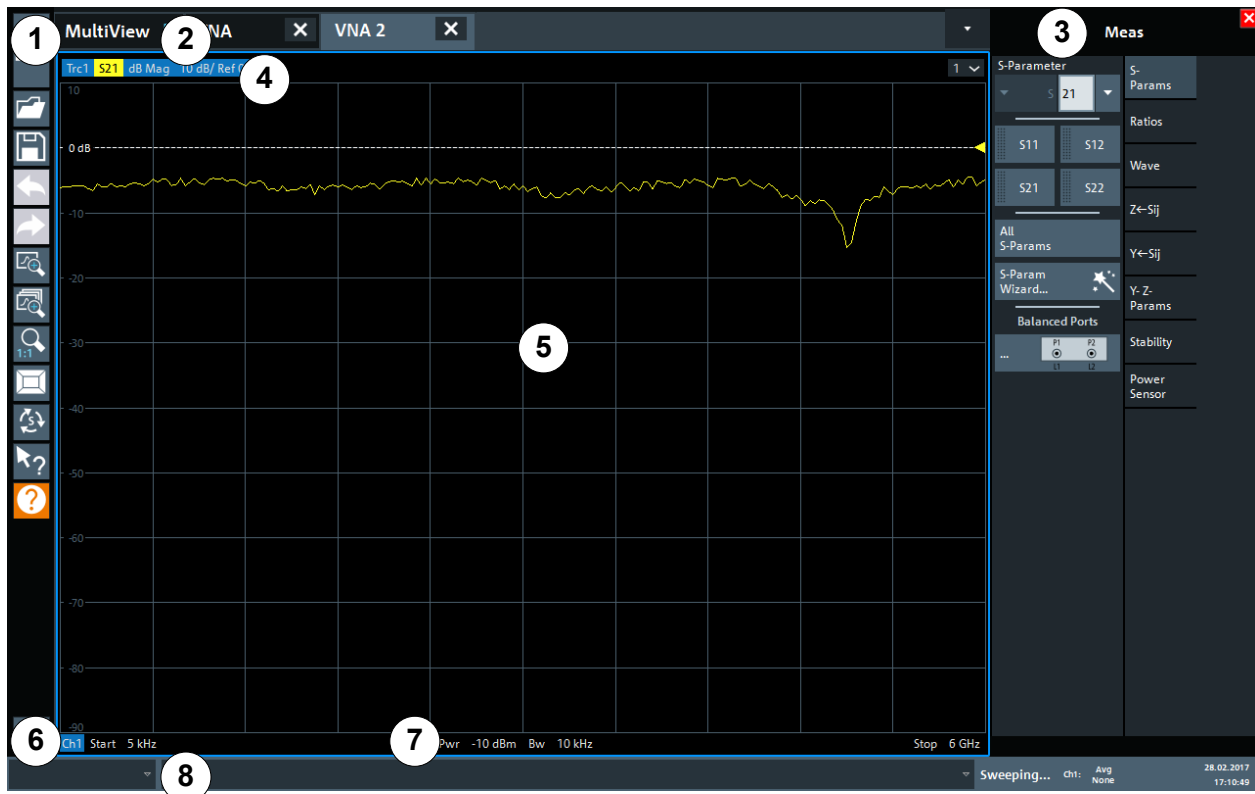 1
MultiView
2
NA
VNA 2
3
Meas
Trc1 S21 dB Mag 10 dB/ Ref
4
1
S-Parameter
S 21
S-
Params
S11 S12
Ratios
S21 S22
Wave
Z←Sij
All
S-Params
Y←Sij
S-Param
Wizard...
Y- Z-
Params
Balanced Ports
... P1 P2
L1 L2
Stability
Power
Sensor
10
0 dB
-10
-20
-30
-40
-50
-60
-70
-80
-90
5
1:1
S
?
?
6
Ch1 Start 5 kHz
7
Pwr -10 dBm Bw 10 kHz
Stop 6 GHz
8
Sweeping... Ch1: Avg
None
28.02.2017
17:10:49